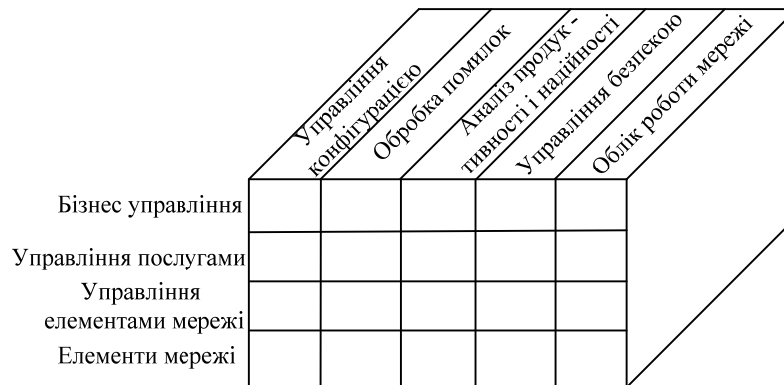 Управління
конфігурацією
Обробка помилок
Аналіз продук -
тивності і надійності
Управління безпекою
Облік роботи мережі
Бізнес управління
Управління послугами
Управління
елементами мережі
Елементи мережі